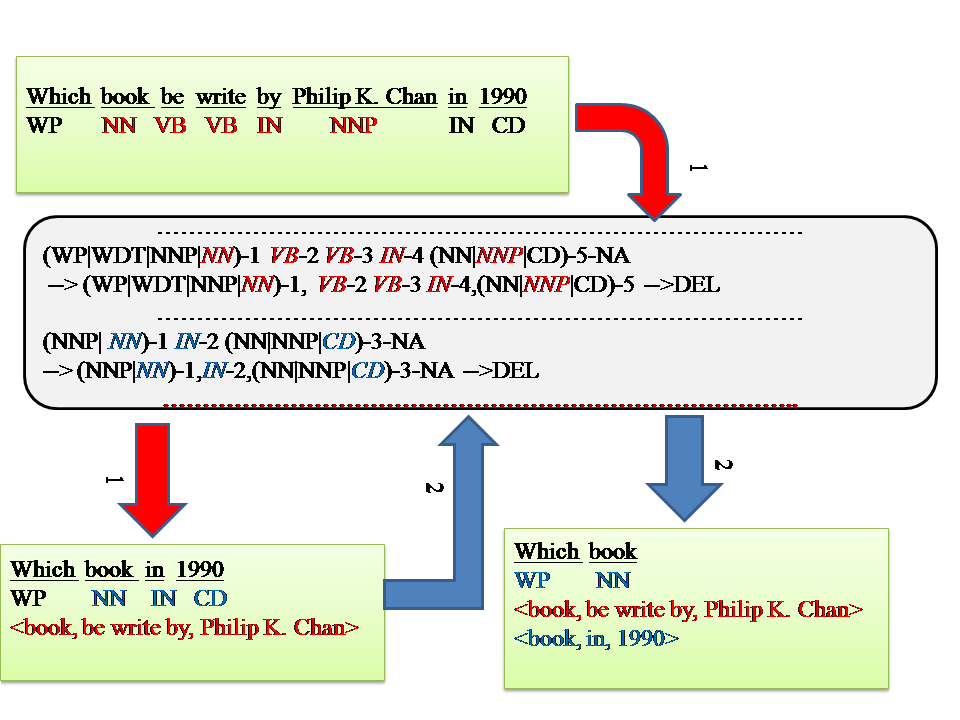 Which book be write by Philip K. Chan in 1990
WP NN VB VB IN NNP IN CD
1
--------------------------------------------------------------------------
(WP|WDT|NNP|NN)-1 VB-2 VB-3 IN-4 (NN|NNP|CD)-5-NA
--> (WP|WDT|NNP|NN)-1, VB-2 VB-3 IN-4,(NN|NNP|CD)-5 -->DEL
--------------------------------------------------------------------------
(NNP| NN)-1 IN-2 (NN|NNP|CD)-3-NA
--> (NNP|NN)-1,IN-2,(NN|NNP|CD)-3-NA -->DEL
1
2
2
Which book in 1990
WP NN IN CD
<book, be write by, Philip K. Chan>
Which book
WP NN
<book, be write by, Philip K. Chan>
<book, in, 1990>